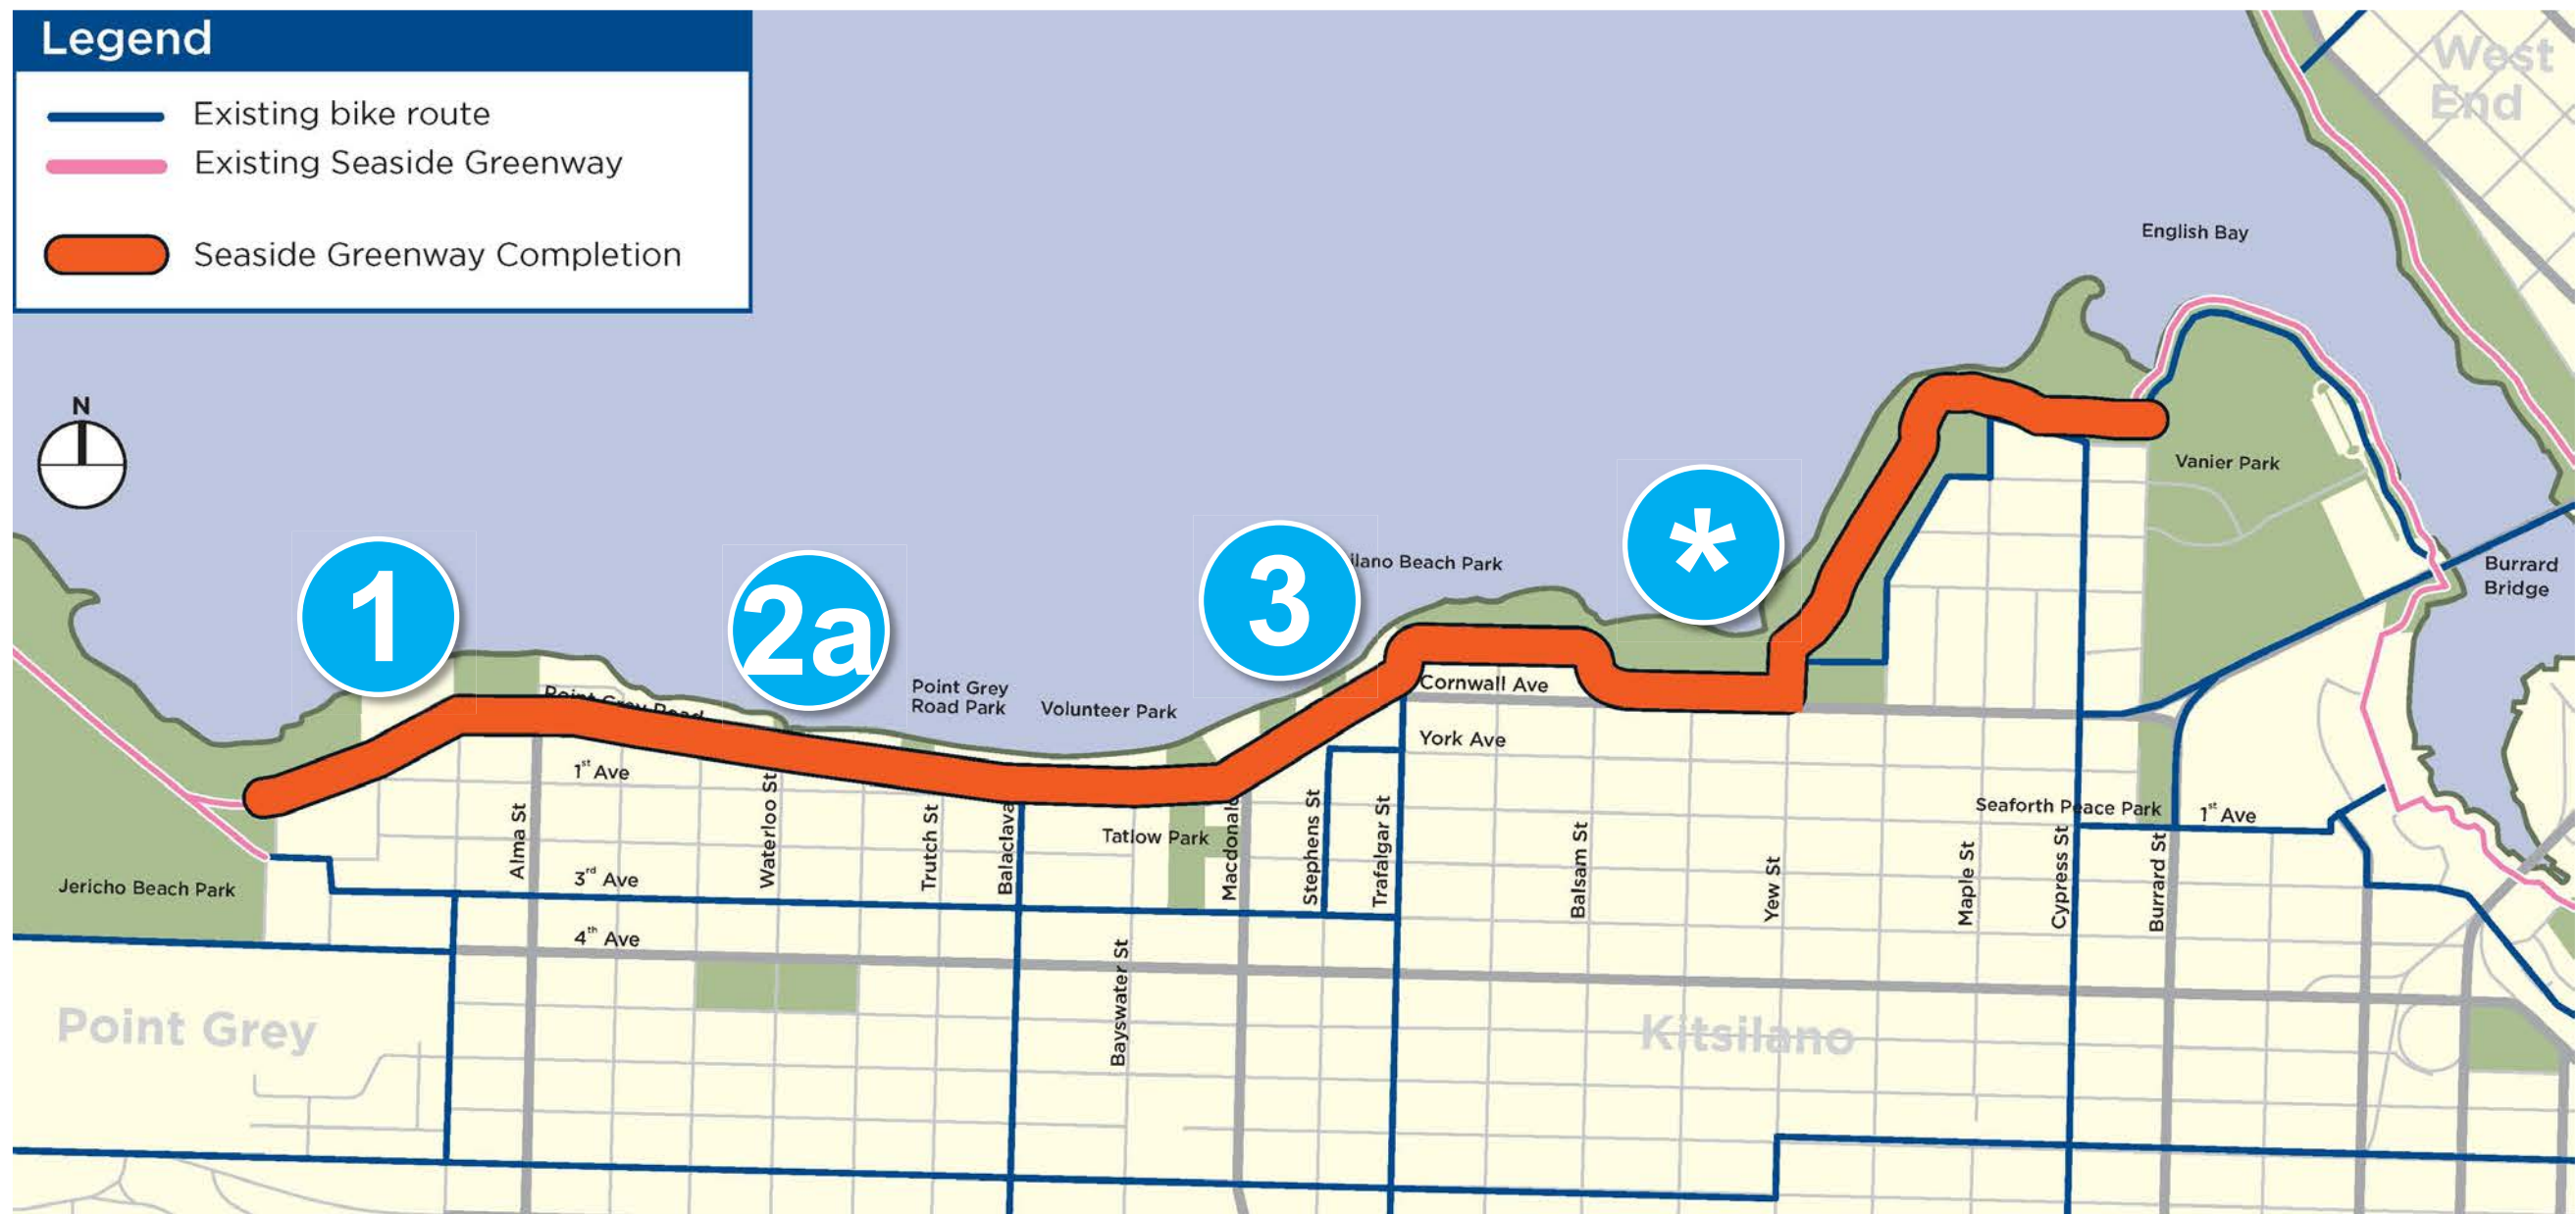 Legend
Existing bike route
Existing Seaside Greenway
Seaside Greenway Completion
West
End
English Bay
N
Vanier Park
Burrard
Bridge
1
2a
3
*
ilano Beach Park
Point Grey Road
Point Grey
Road Park
Volunteer Park
Cornwall Ave
York Ave
1st Ave
Seaforth Peace Park
1st Ave
Alma St
Waterloo St
Trutch St
Balaclava
Tatlow Park
Macdonald
Stephens St
Trafalgar St
Balsam St
Yew St
Maple St
Cypress St
Burrard St
Jericho Beach Park
3rd Ave
4th Ave
Bayswater St
Point Grey
Kitsilano